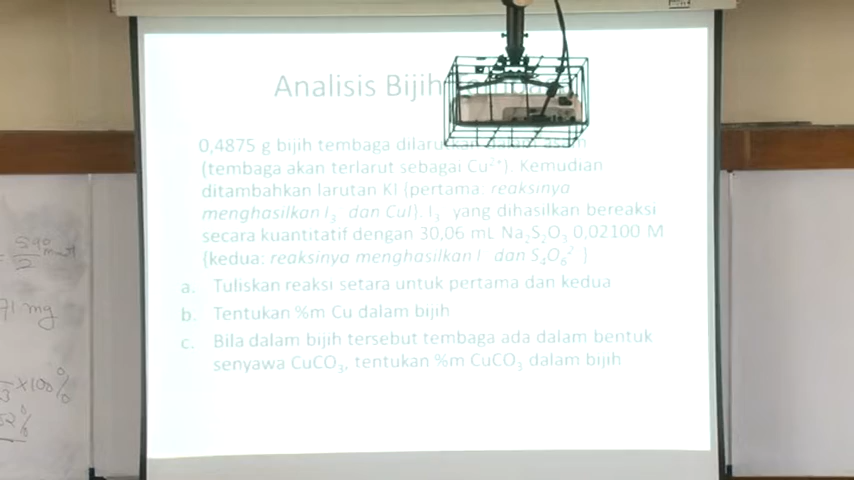 Analisis Bijih
0,4875 g bijih tembaga
(tembaga akan terlarut sebagai Cu²⁺). Kemudian
ditambahkan larutan KI (pertama: reaksinya
menghasilkan I₃⁻ dan CuI). I₃⁻ yang dihasilkan bereaksi
secara kuantitatif dengan 30,06 mL Na₂S₂O₃ 0,02100 M
(kedua: reaksinya menghasilkan I⁻ dan S₄O₆²⁻)
a. Tuliskan reaksi setara untuk pertama dan kedua
b. Tentukan %m Cu dalam bijih
c. Bila dalam bijih tersebut tembaga ada dalam bentuk
senyawa CuCO₃, tentukan %m CuCO₃ dalam bijih
71 mg
x100%